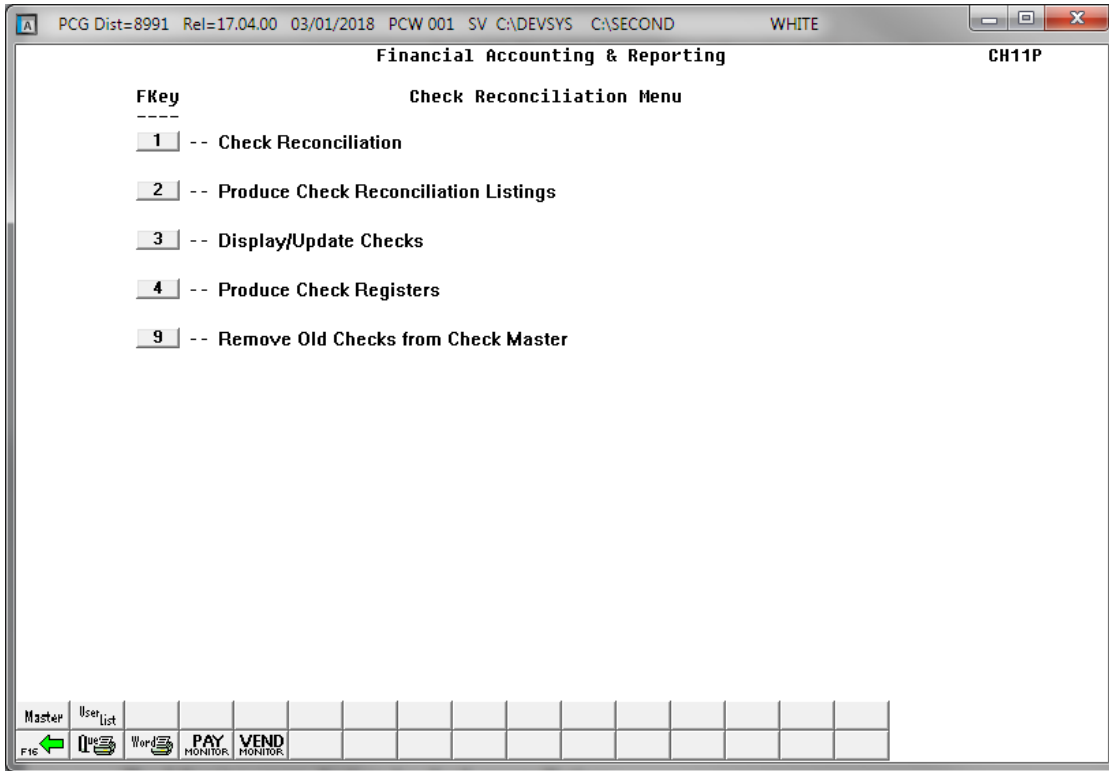 A PCG Dist=8991 Rel=17.04.00 03/01/2018 PCW 001 SV C:\DEVSYS C:\SECOND WHITE
Financial Accounting & Reporting CH11P
FKey Check Reconciliation Menu
----
1 -- Check Reconciliation
2 -- Produce Check Reconciliation Listings
3 -- Display/Update Checks
4 -- Produce Check Registers
9 -- Remove Old Checks from Check Master
Master User List
F16 Que Word PAY MONITOR VEND MONITOR